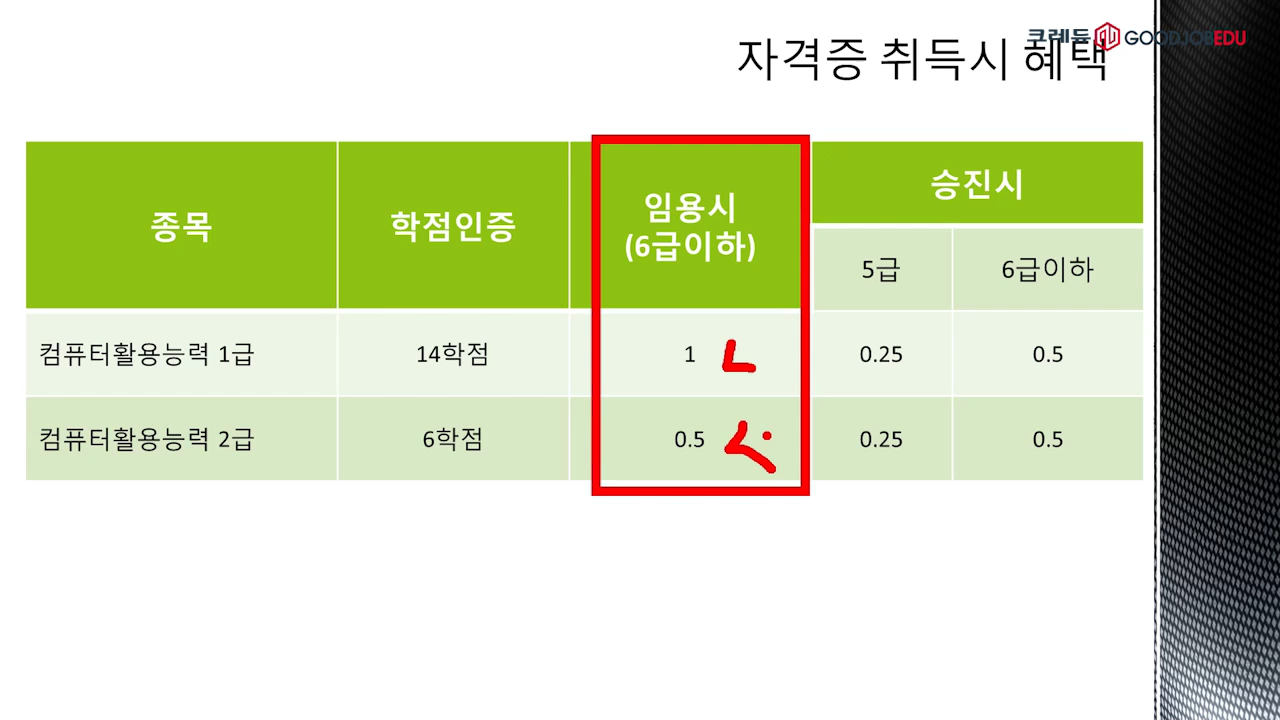 크레듀 GOODJOBEDU
자격증 취득시 혜택
종목
학점인증
임용시
(6급이하)
승진시
5급
6급이하
컴퓨터활용능력 1급
14학점
1
0.25
0.5
컴퓨터활용능력 2급
6학점
0.5
0.25
0.5